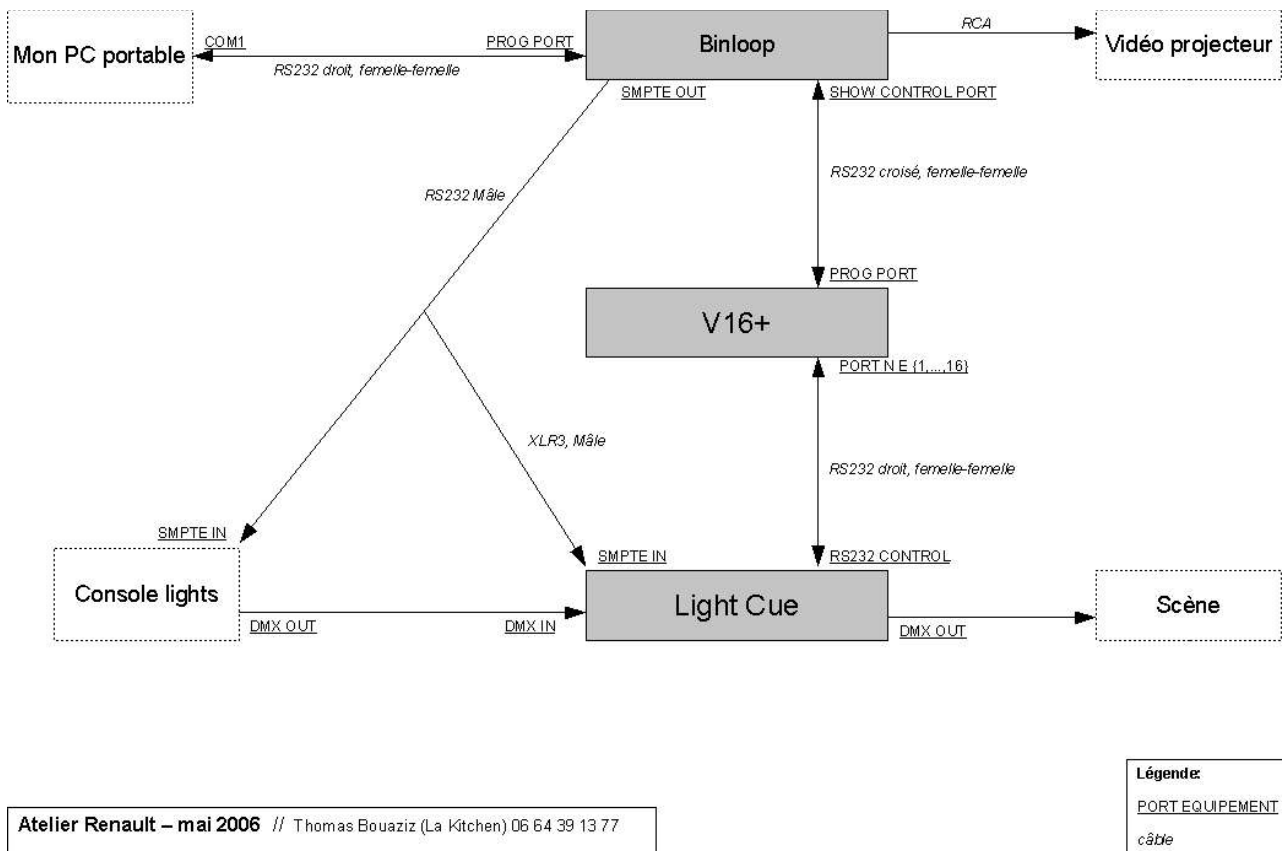 Mon PC portable
COM1
PROG PORT
RS232 droit, femelle-femelle
Binloop
RCA
Vidéo projecteur
SMPTE OUT
SHOW CONTROL PORT
RS232 Mâle
RS232 croisé, femelle-femelle
PROG PORT
V16+
PORT N E {1,...,16}
XLR3, Mâle
RS232 droit, femelle-femelle
SMPTE IN
SMPTE IN
RS232 CONTROL
Console lights
DMX OUT
DMX IN
Light Cue
DMX OUT
Scène
Légende:
PORT EQUIPEMENT
câble
Atelier Renault – mai 2006 // Thomas Bouaziz (La Kitchen) 06 64 39 13 77